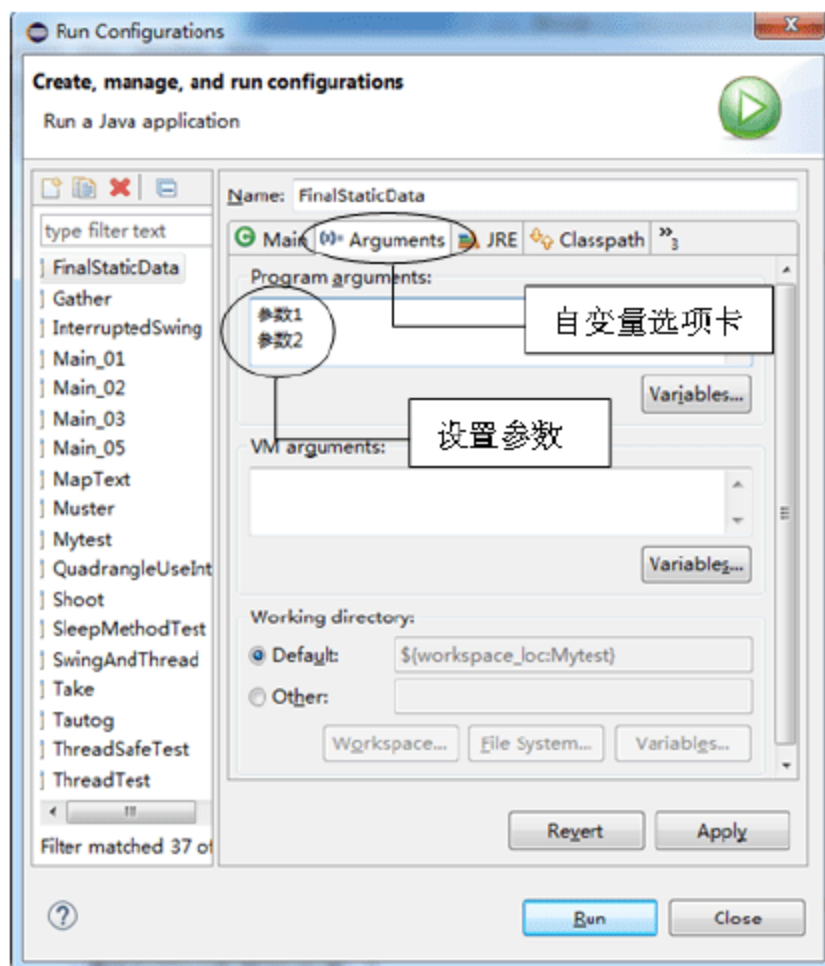 Run Configurations
Create, manage, and run configurations
Run a Java application
Name: FinalStaticData
type filter text
Main Arguments JRE Classpath »3
FinalStaticData
Gather
InterruptedSwing
Main_01
Main_02
Main_03
Main_05
MapText
Muster
Mytest
QuadrangleUseInt
Shoot
SleepMethodTest
SwingAndThread
Take
Tautog
ThreadSafeTest
ThreadTest
Filter matched 37 of
Program arguments:
参数1
参数2
自变量选项卡
Variables...
设置参数
VM arguments:
Variables...
Working directory:
Default: ${workspace_loc:Mytest}
Other:
Workspace... File System... Variables...
Revert Apply
Run Close